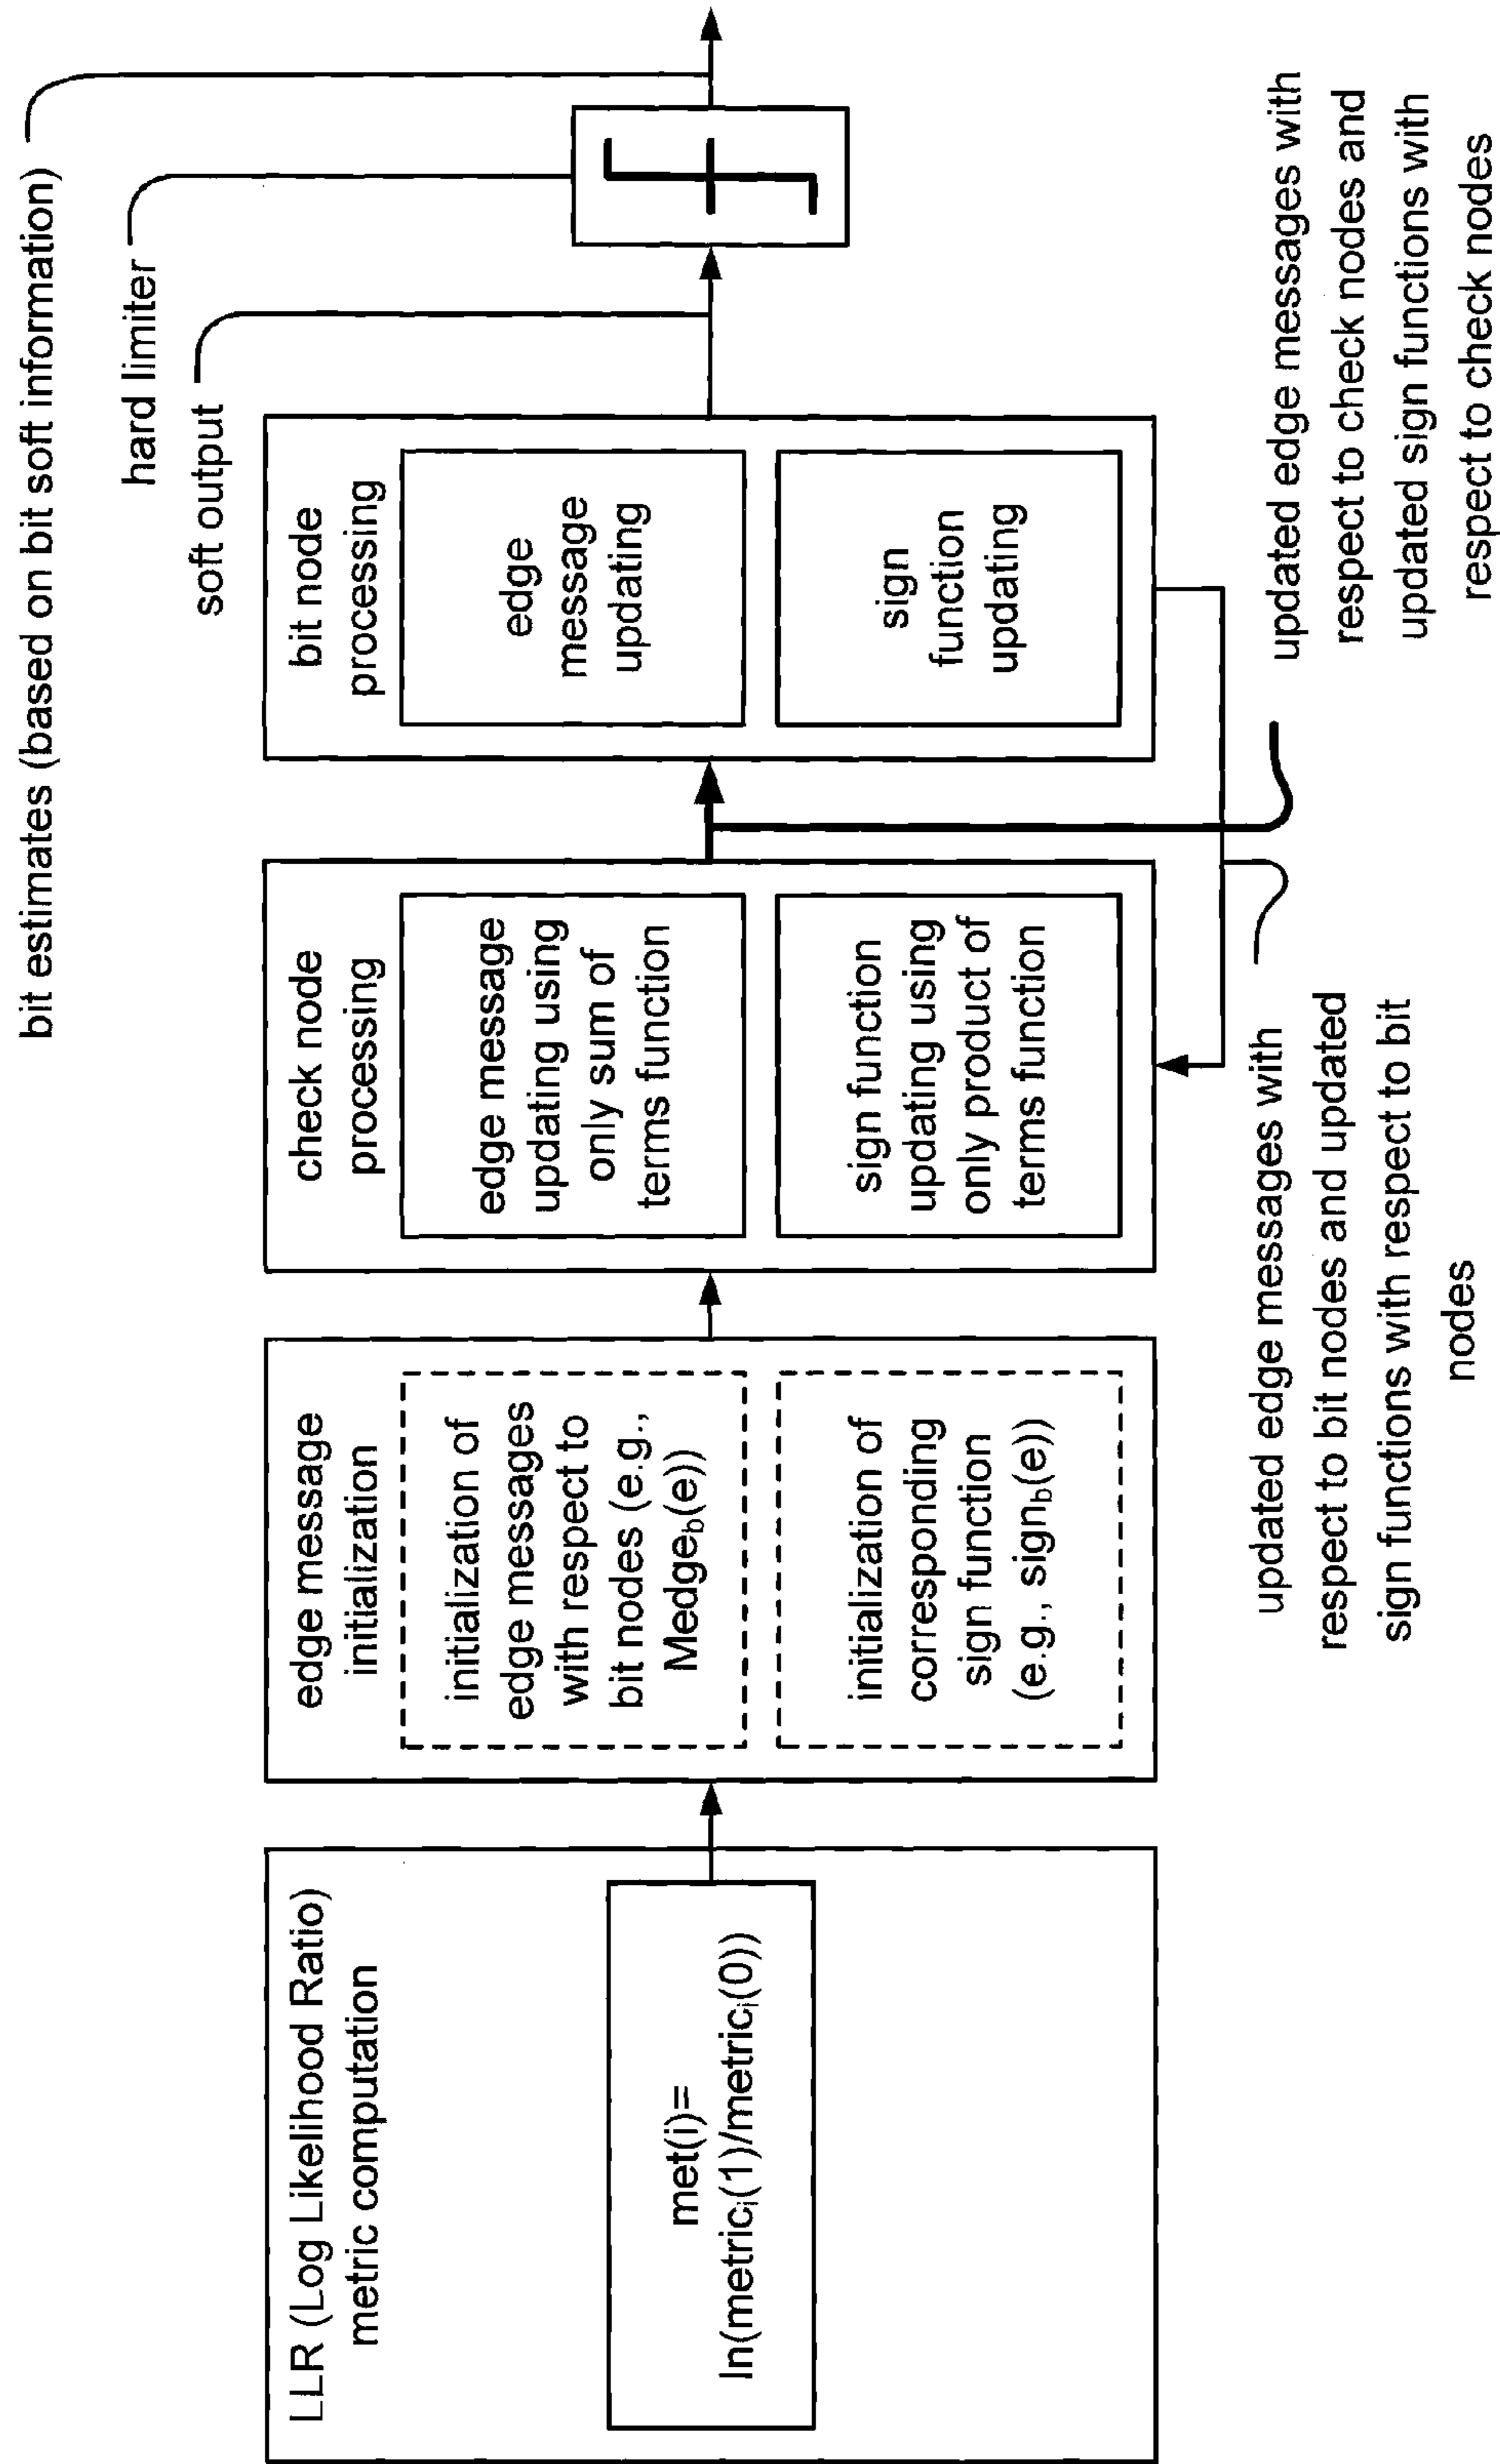 bit estimates (based on bit soft information)
hard limiter
soft output
LLR (Log Likelihood Ratio)
metric computation
met(i)=
ln(metricᵢ(1)/metricᵢ(0))
edge message
initialization
initialization of
edge messages
with respect to
bit nodes (e.g.,
Medge_b(e))
initialization of
corresponding
sign function
(e.g., sign_b(e))
check node
processing
edge message
updating using
only sum of
terms function
sign function
updating using
only product of
terms function
bit node
processing
edge
message
updating
sign
function
updating
updated edge messages with
respect to bit nodes and updated
sign functions with respect to bit
nodes
updated edge messages with
respect to check nodes and
updated sign functions with
respect to check nodes